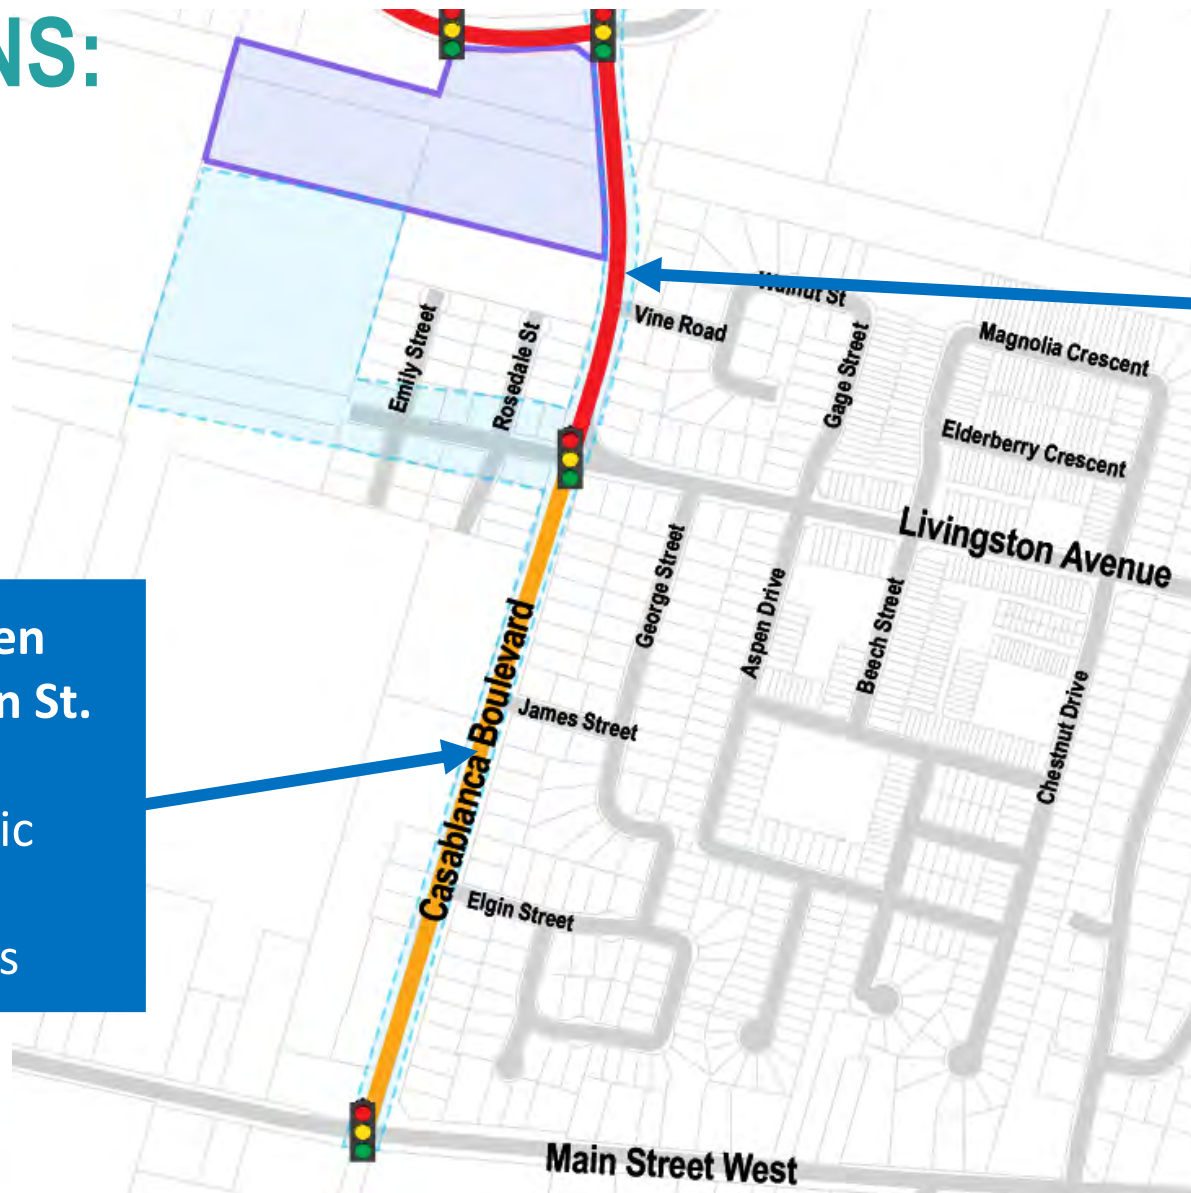 NS:
Walnut St
Vine Road
Magnolia Crescent
Emily Street
Rosedale St
Gage Street
Elderberry Crescent
Livingston Avenue
George Street
Aspen Drive
Beech Street
Chestnut Drive
en
n St.
ic
s
Casablanca Boulevard
James Street
Elgin Street
Main Street West